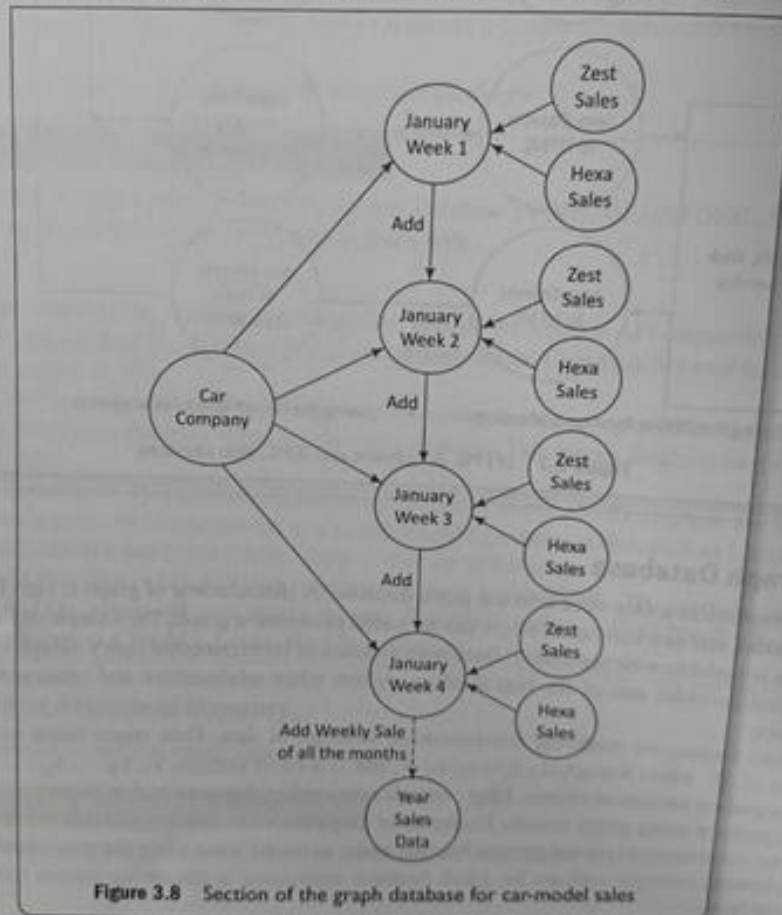 Zest
Sales
January
Week 1
Hexa
Sales
Add
Zest
Sales
January
Week 2
Hexa
Sales
Car
Company
Add
Zest
Sales
January
Week 3
Hexa
Sales
Add
Zest
Sales
January
Week 4
Hexa
Sales
Add Weekly Sale
of all the months
Year
Sales
Data
Figure 3.8 Section of the graph database for car-model sales